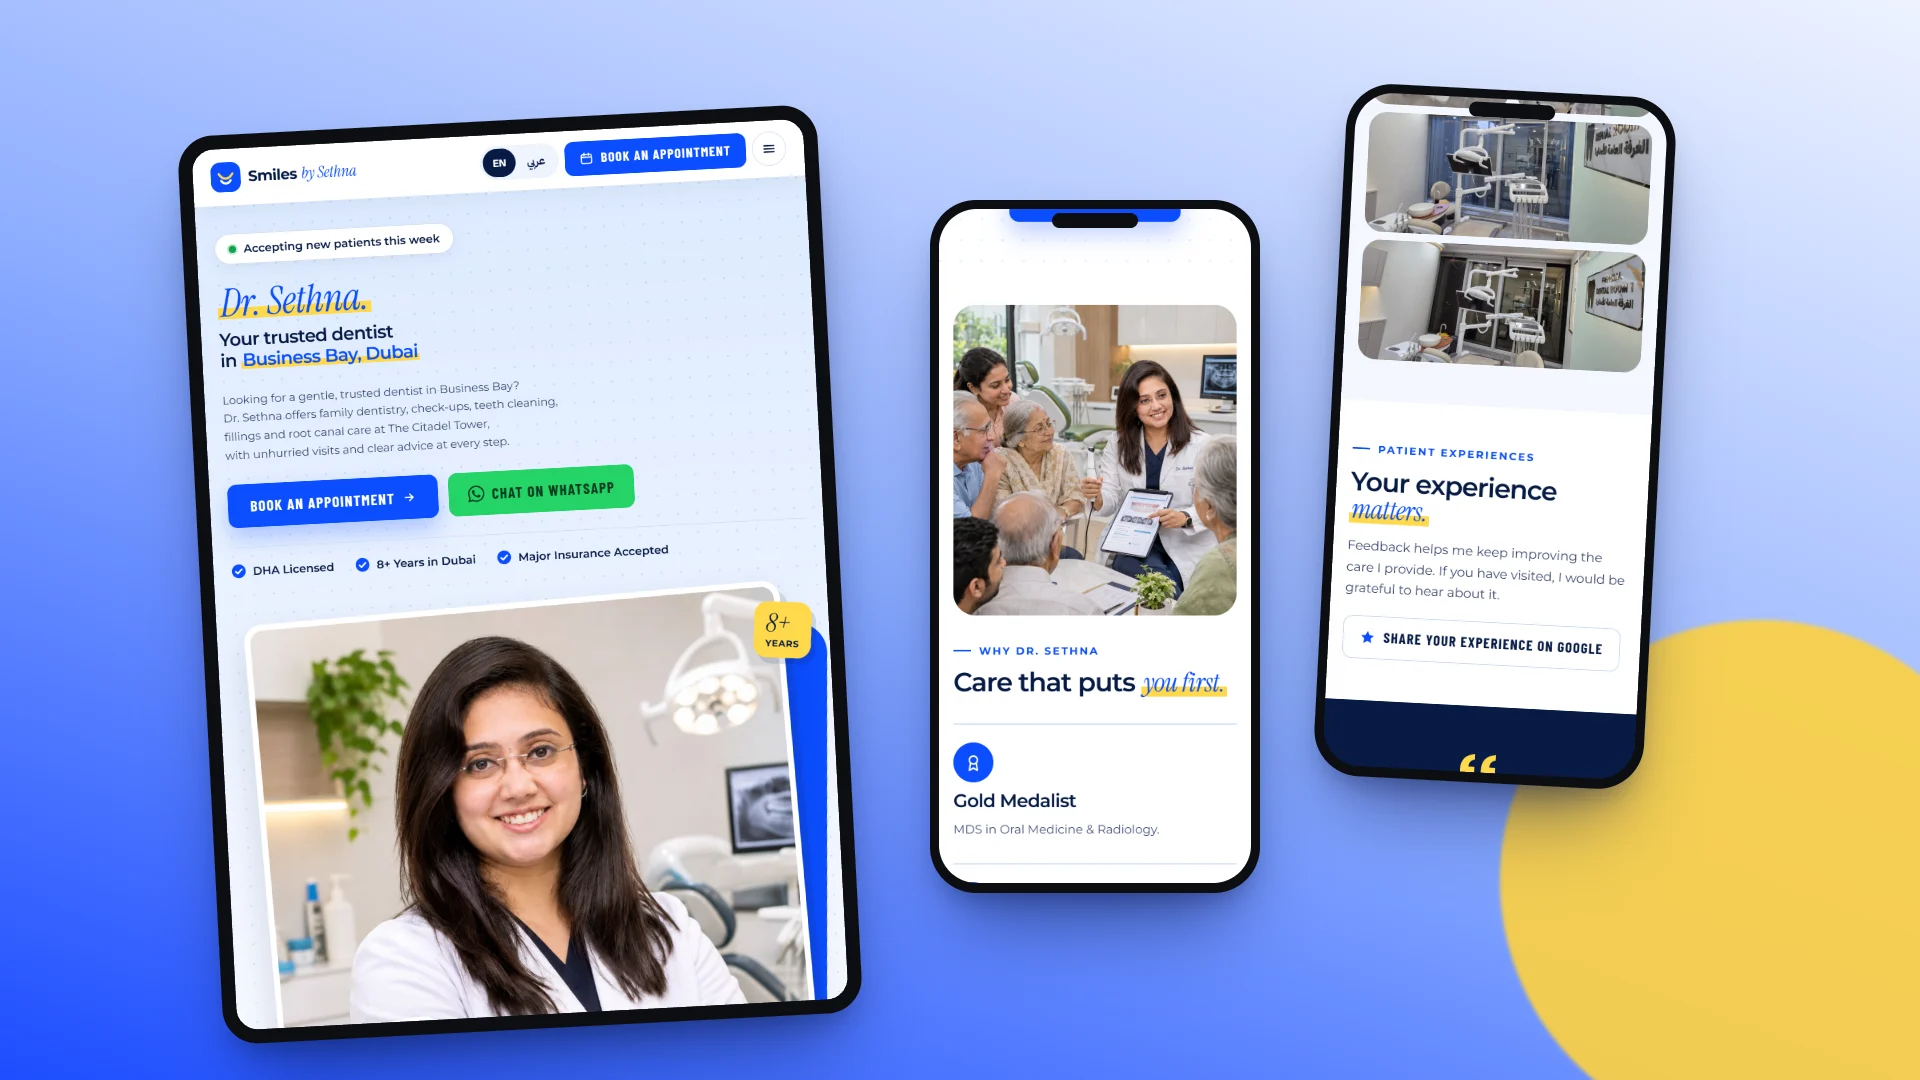 Smiles by Sethna
EN
عربي
BOOK AN APPOINTMENT
Accepting new patients this week
Dr. Sethna.
Your trusted dentist
in Business Bay, Dubai
Looking for a gentle, trusted dentist in Business Bay?
Dr. Sethna offers family dentistry, check-ups, teeth cleaning,
fillings and root canal care at The Citadel Tower,
with unhurried visits and clear advice at every step.
BOOK AN APPOINTMENT →
CHAT ON WHATSAPP
DHA Licensed
8+ Years in Dubai
Major Insurance Accepted
8+
YEARS
WHY DR. SETHNA
Care that puts you first.
Gold Medalist
MDS in Oral Medicine & Radiology.
PATIENT EXPERIENCES
Your experience
matters.
Feedback helps me keep improving the
care I provide. If you have visited, I would be
grateful to hear about it.
SHARE YOUR EXPERIENCE ON GOOGLE
“